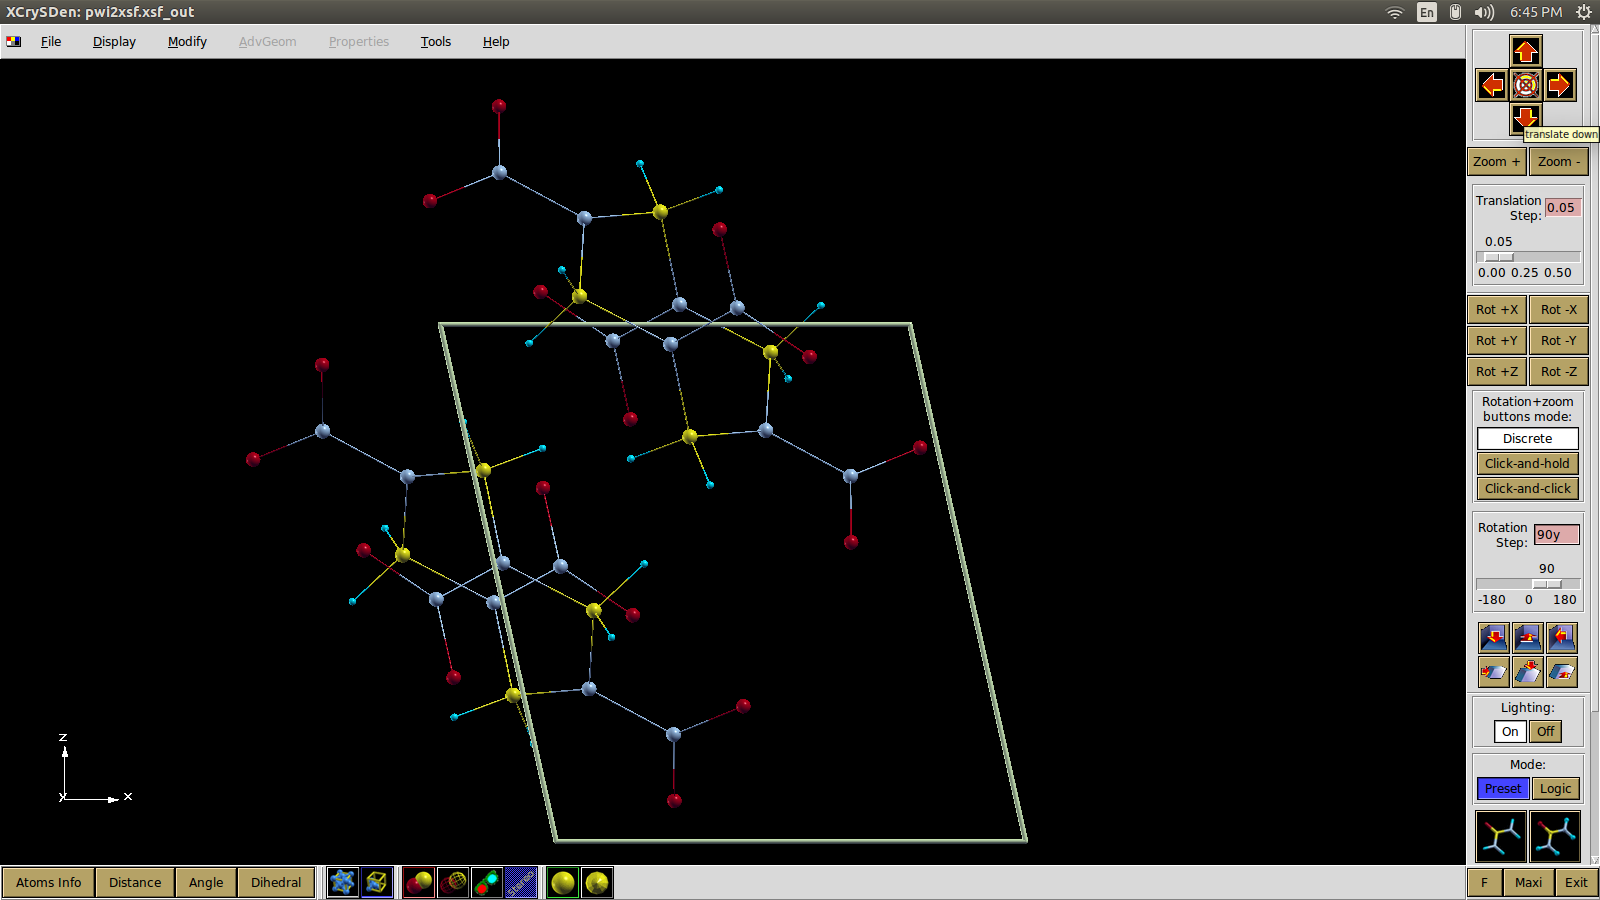 XCrySDen: pwi2xsf.xsf_out
En
6:45 PM
File Display Modify AdvGeom Properties Tools Help
translate down
Zoom + Zoom -
Translation
Step: 0.05
0.05
0.00 0.25 0.50
Rot +X Rot -X
Rot +Y Rot -Y
Rot +Z Rot -Z
Rotation+zoom
buttons mode:
Discrete
Click-and-hold
Click-and-click
Rotation
Step: 90y
90
-180 0 180
Lighting:
On Off
Mode:
Preset Logic
z
y x
Atoms Info Distance Angle Dihedral Stereo F Maxi Exit